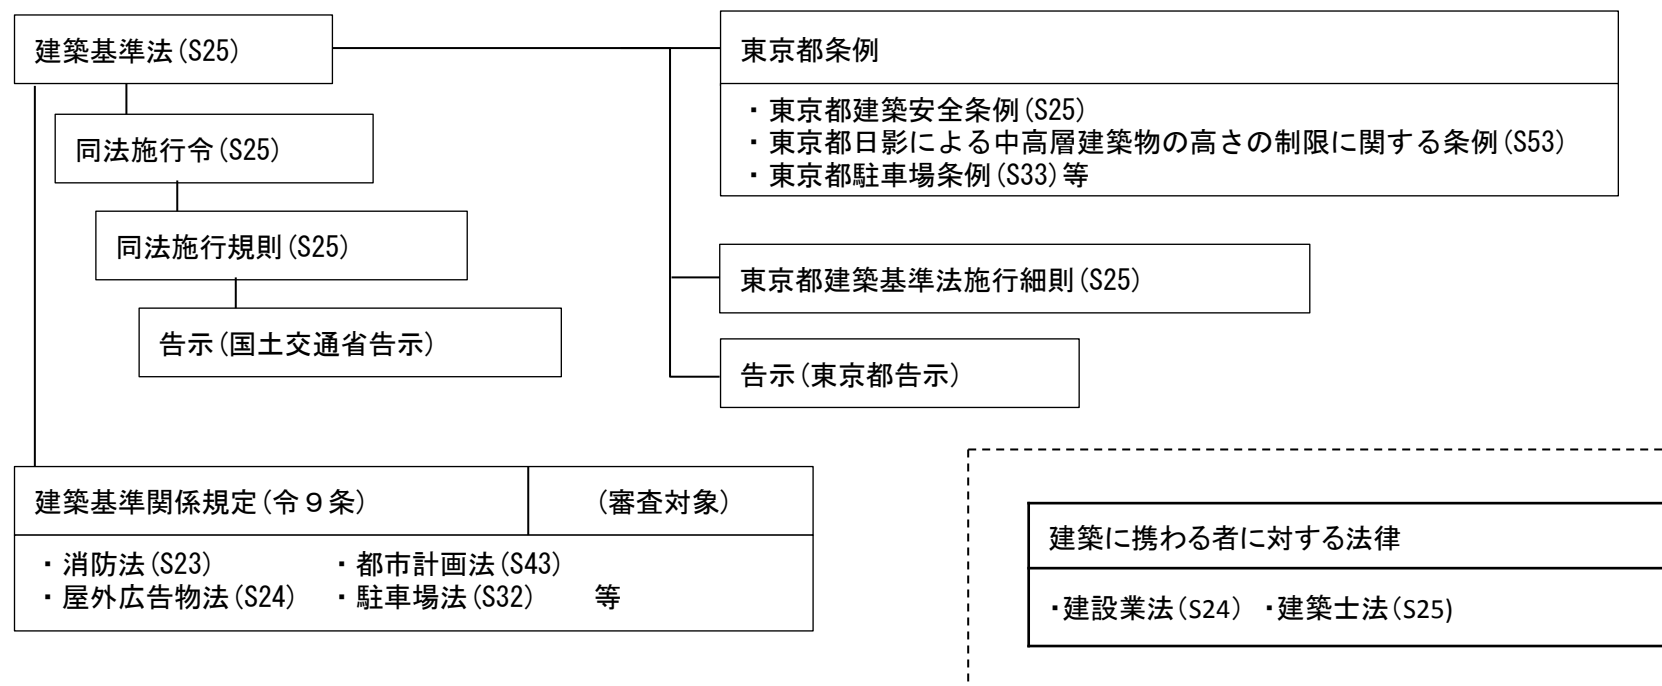 建築基準法(S25)
同法施行令(S25)
同法施行規則(S25)
告示(国土交通省告示)
東京都条例
・東京都建築安全条例(S25)
・東京都日影による中高層建築物の高さの制限に関する条例(S53)
・東京都駐車場条例(S33)等
東京都建築基準法施行細則(S25)
告示(東京都告示)
建築基準関係規定(令９条) (審査対象)
・消防法(S23) ・都市計画法(S43)
・屋外広告物法(S24) ・駐車場法(S32) 等
建築に携わる者に対する法律
・建設業法(S24) ・建築士法(S25)